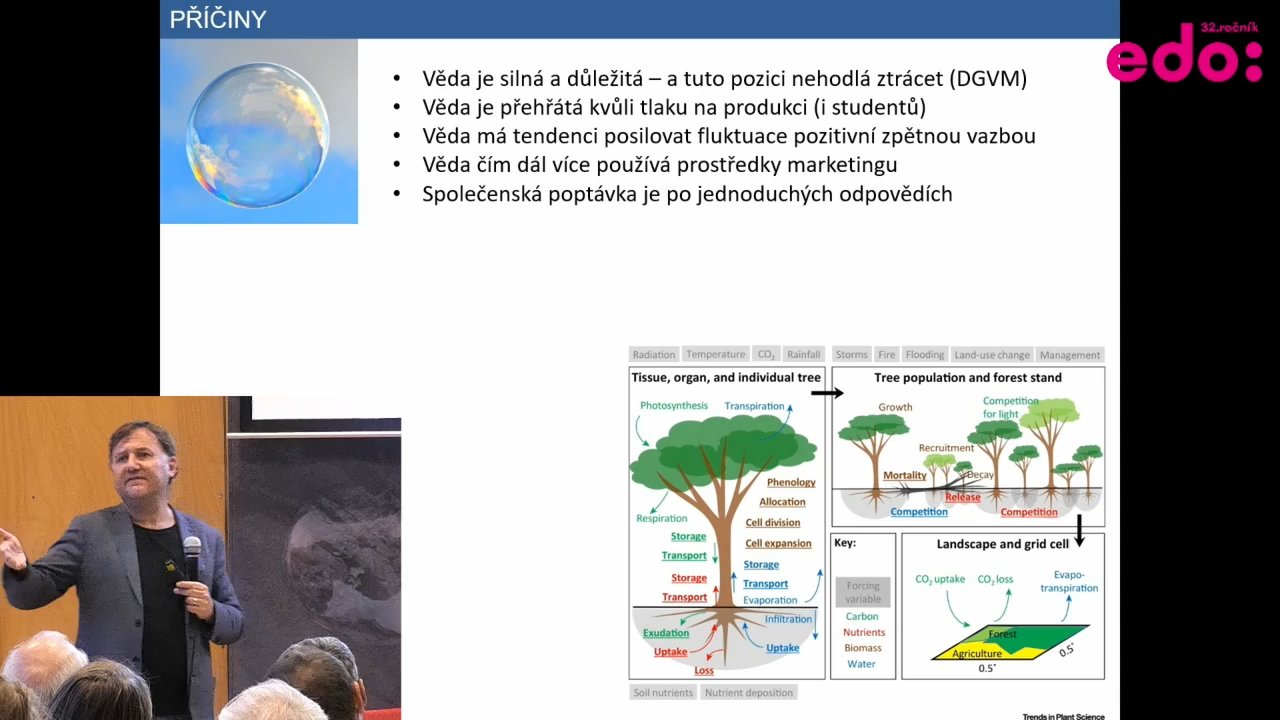 PŘÍČINY
32.ročník
edo:
• Věda je silná a důležitá – a tuto pozici nehodlá ztrácet (DGVM)
• Věda je přehřátá kvůli tlaku na produkci (i studentů)
• Věda má tendenci posilovat fluktuace pozitivní zpětnou vazbou
• Věda čím dál více používá prostředky marketingu
• Společenská poptávka je po jednoduchých odpovědích
Radiation Temperature CO₂ Rainfall
Tissue, organ, and individual tree
Photosynthesis
Transpiration
Phenology
Allocation
Cell division
Cell expansion
Respiration
Storage
Transport
Storage
Transport
Storage
Transport
Evaporation
Infiltration
Exudation
Uptake
Loss
Uptake
Soil nutrients Nutrient deposition
Storms Fire Flooding Land-use change Management
Tree population and forest stand
Growth
Competition
for light
Recruitment
Mortality
Decay
Release
Competition
Competition
Key:
Forcing
variable
Carbon
Nutrients
Biomass
Water
Landscape and grid cell
CO₂ uptake
CO₂ loss
Evapo-
transpiration
Forest
Agriculture
0.5°
0.5°
Trends in Plant Science